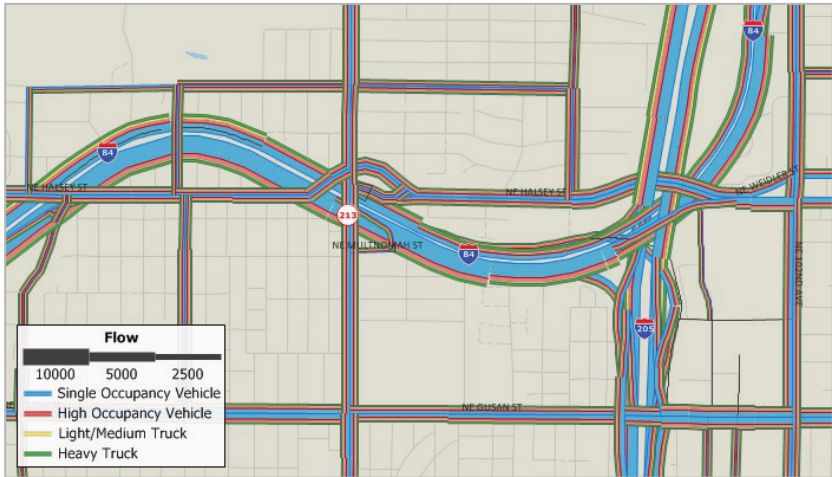 84
84
NE HALSEY ST
NE HALSEY ST
NE WEIDLER ST
213
NE MULTNOMAH ST
84
NE 102ND AVE
205
Flow
10000 5000 2500
Single Occupancy Vehicle
High Occupancy Vehicle
Light/Medium Truck
Heavy Truck
NE GLISAN ST